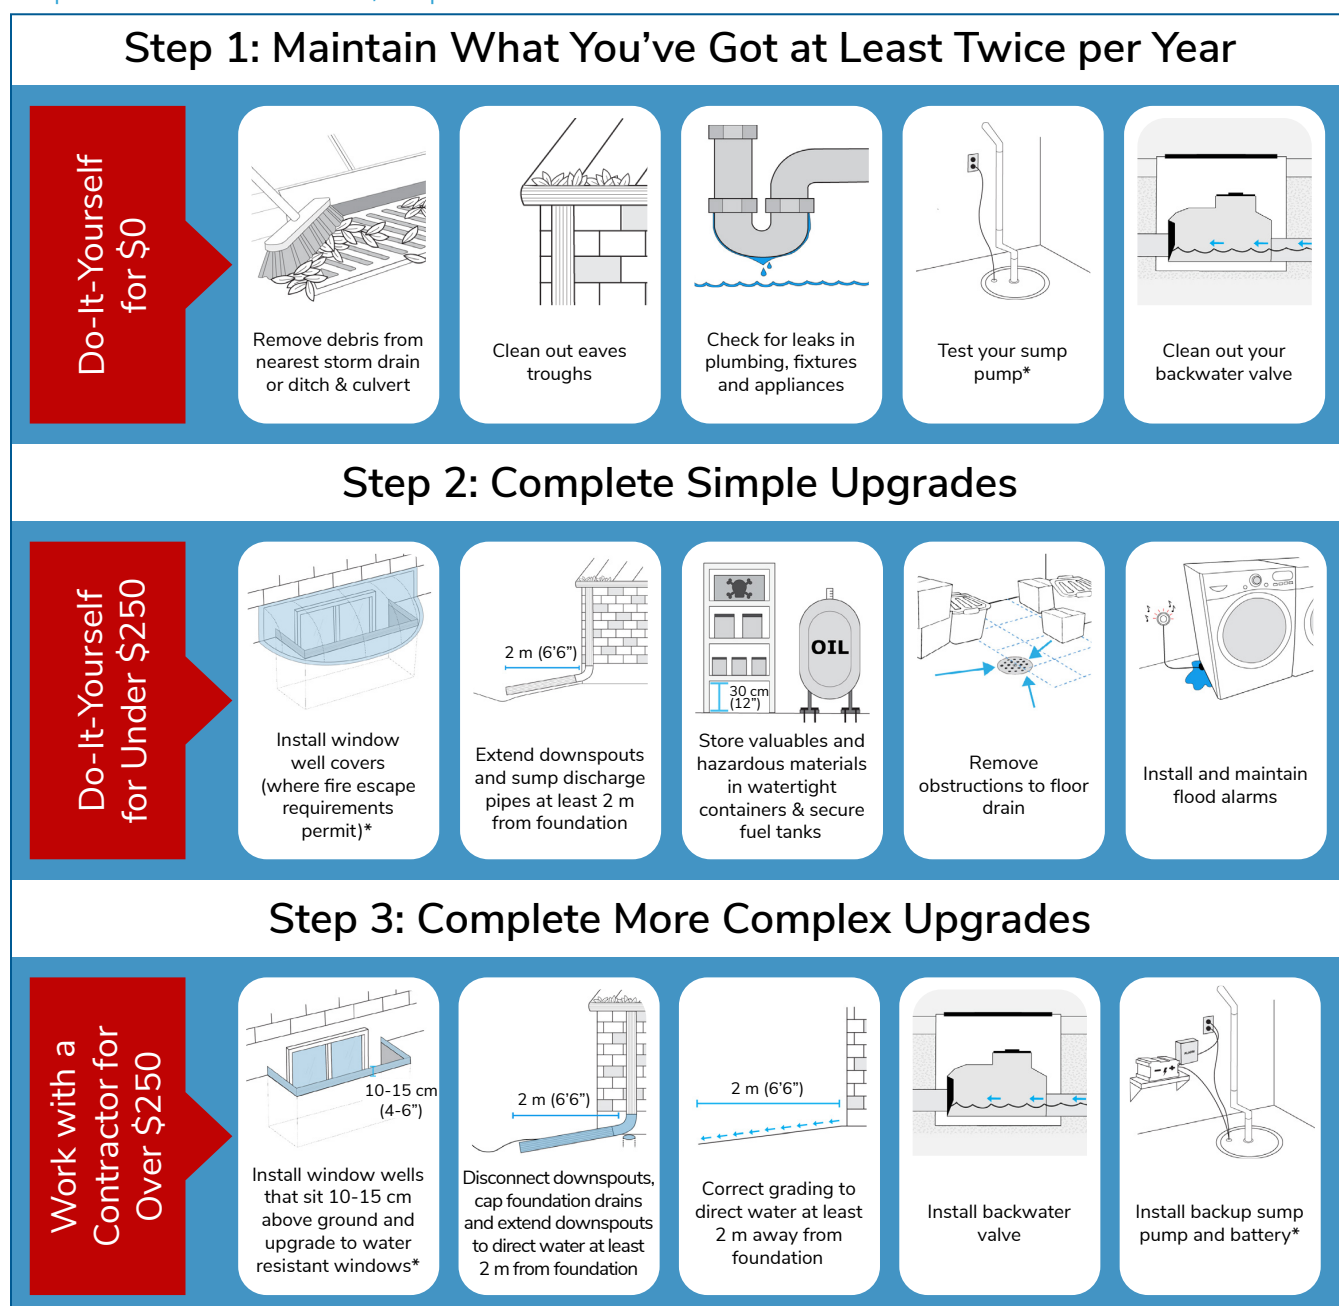 Step 1: Maintain What You’ve Got at Least Twice per Year
Do-It-Yourself
for $0
Remove debris from
nearest storm drain
or ditch & culvert
Clean out eaves
troughs
Check for leaks in
plumbing, fixtures
and appliances
Test your sump
pump*
Clean out your
backwater valve
Step 2: Complete Simple Upgrades
Do-It-Yourself
for Under $250
Install window
well covers
(where fire escape
requirements
permit)*
2 m (6’6”)
Extend downspouts
and sump discharge
pipes at least 2 m
from foundation
OIL
30 cm
(12”)
Store valuables and
hazardous materials
in watertight
containers & secure
fuel tanks
Remove
obstructions to floor
drain
Install and maintain
flood alarms
Step 3: Complete More Complex Upgrades
Work with a
Contractor for
Over $250
10-15 cm
(4-6”)
Install window wells
that sit 10-15 cm
above ground and
upgrade to water
resistant windows*
2 m (6’6”)
Disconnect downspouts,
cap foundation drains
and extend downspouts
to direct water at least
2 m from foundation
2 m (6’6”)
Correct grading to
direct water at least
2 m away from
foundation
Install backwater
valve
Install backup sump
pump and battery*